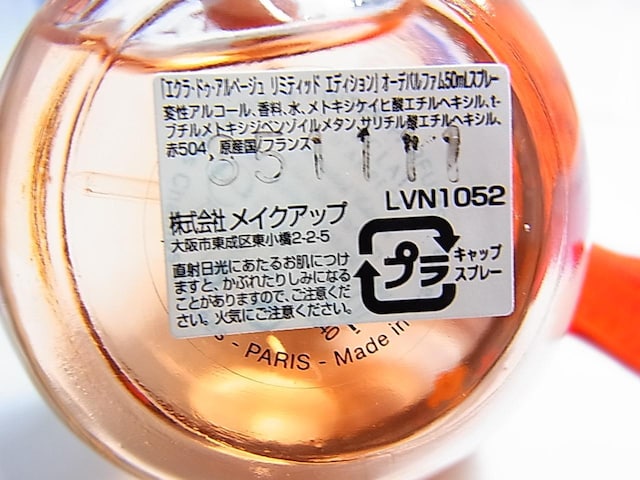 「エクラ・ドゥ・アルページュ リミティッド エディション」オーデパルファム50mLスプレー
変性アルコール、香料、水、メトキシケイヒ酸エチルヘキシル、t-
ブチルメトキシジベンゾイルメタン、サリチル酸エチルヘキシル、
赤504、原産国/フランス
LVN1052
株式会社 メイクアップ
大阪市東成区東小橋2-2-5
直射日光にあたるお肌につけ
ますと、かぶれたりしみになる
ことがありますので、ご注意くだ
さい。火気にご注意ください。
プラ
キャップ
スプレー
- PARIS - Made in